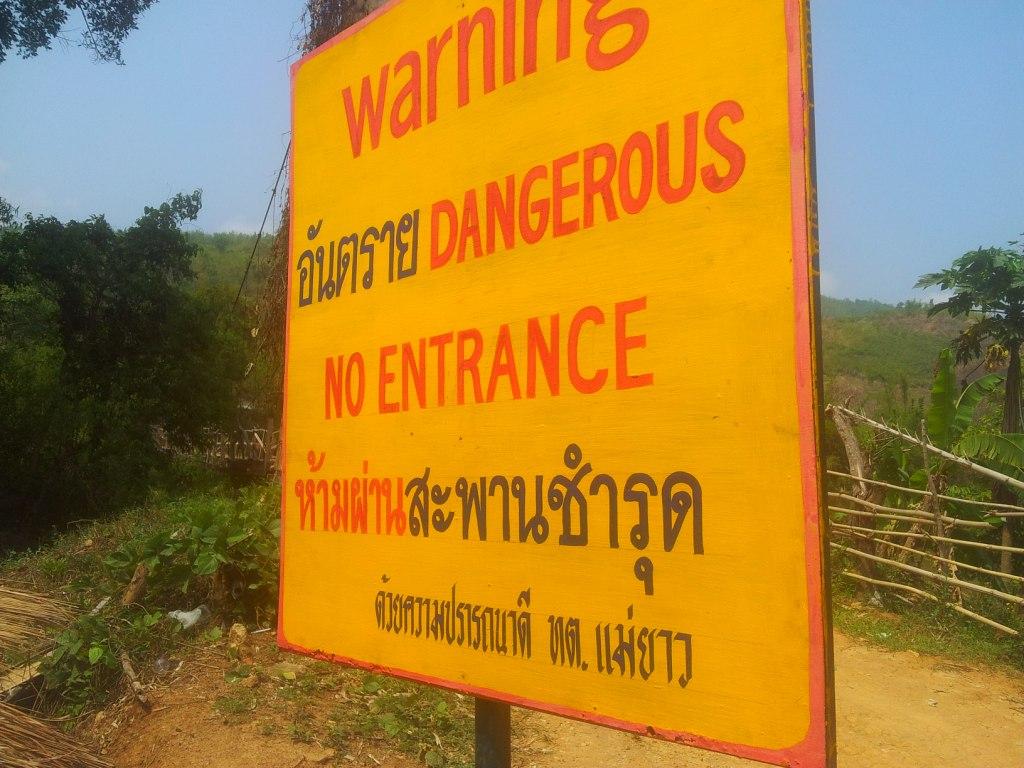 warning
อันตราย DANGEROUS
NO ENTRANCE
ห้ามผ่านสะพานชำรุด
ด้วยความปรารถนาดี ทต. แม่ยาว